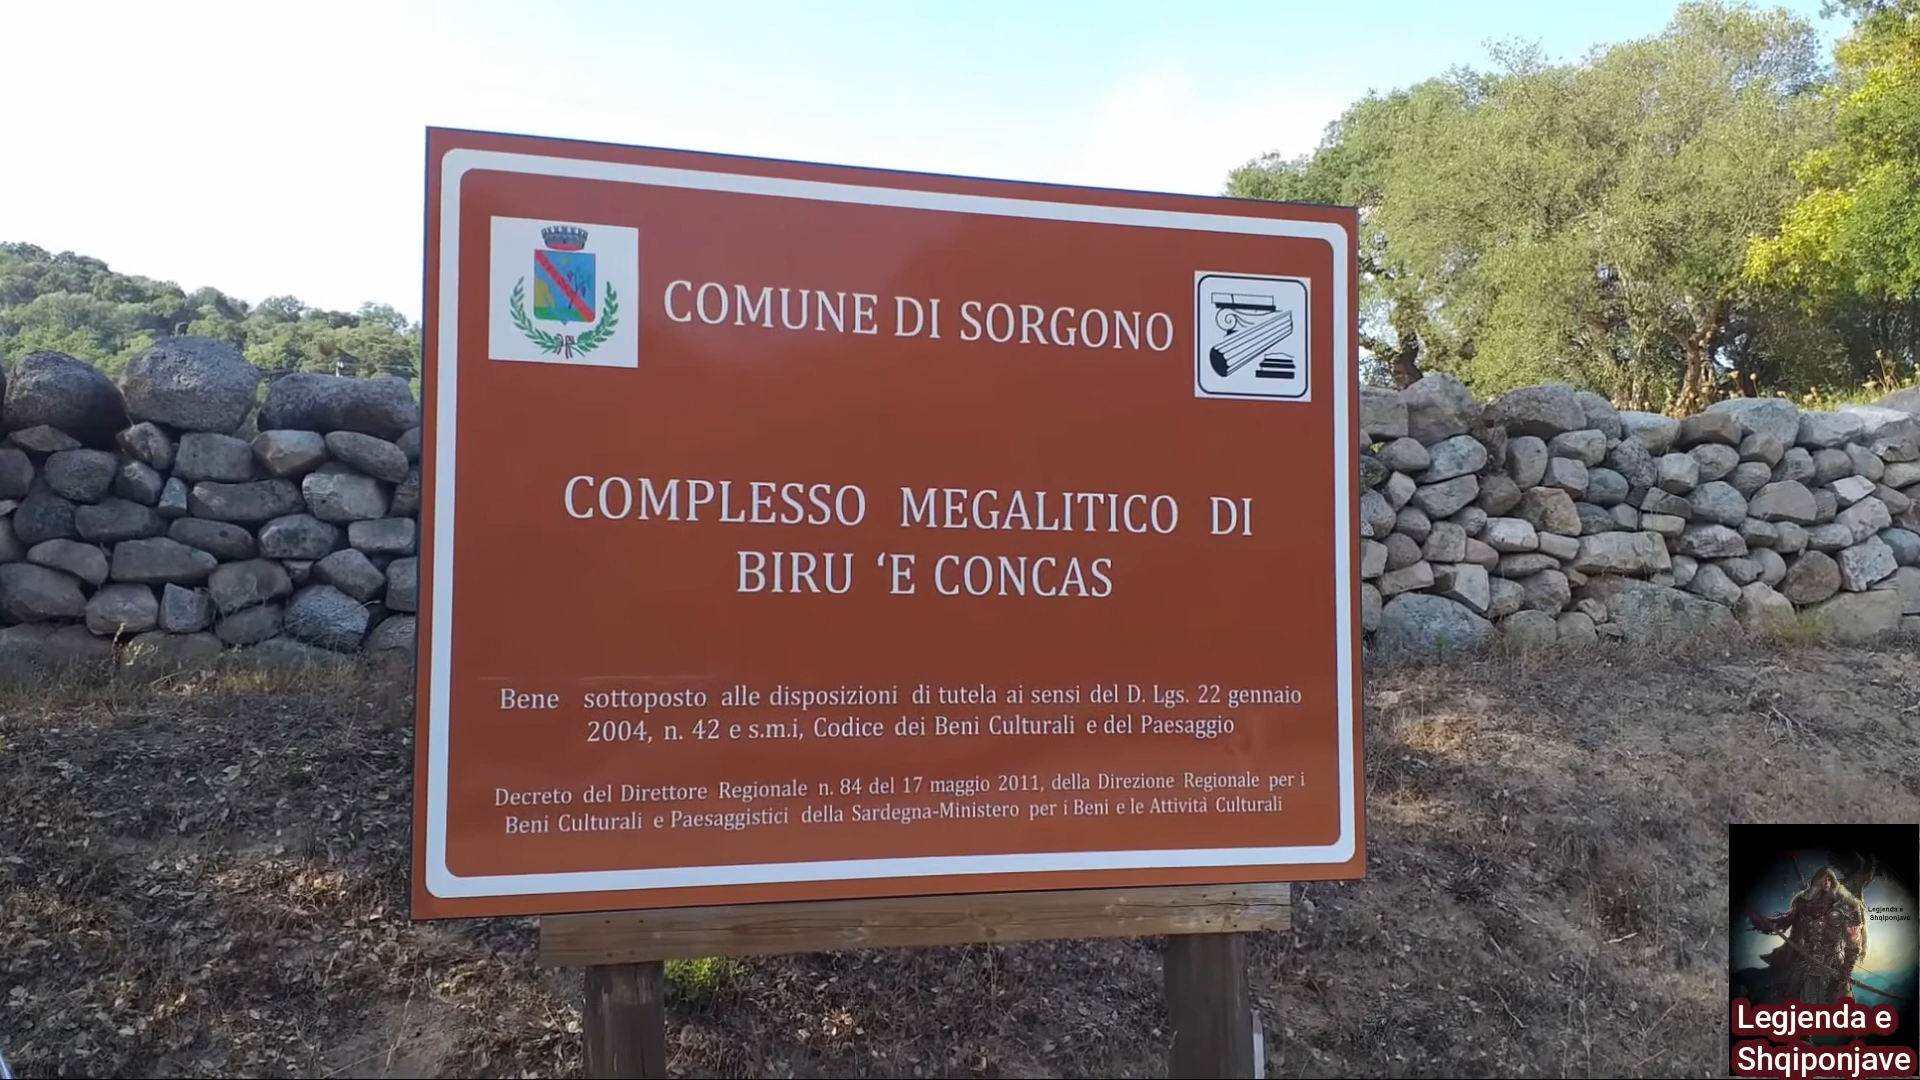 COMUNE DI SORGONO
COMPLESSO MEGALITICO DI
BIRU ‘E CONCAS
Bene sottoposto alle disposizioni di tutela ai sensi del D. Lgs. 22 gennaio
2004, n. 42 e s.m.i, Codice dei Beni Culturali e del Paesaggio
Decreto del Direttore Regionale n. 84 del 17 maggio 2011, della Direzione Regionale per i
Beni Culturali e Paesaggistici della Sardegna-Ministero per i Beni e le Attività Culturali
Legjenda e
Shqiponjave
Legjenda e
Shqiponjave